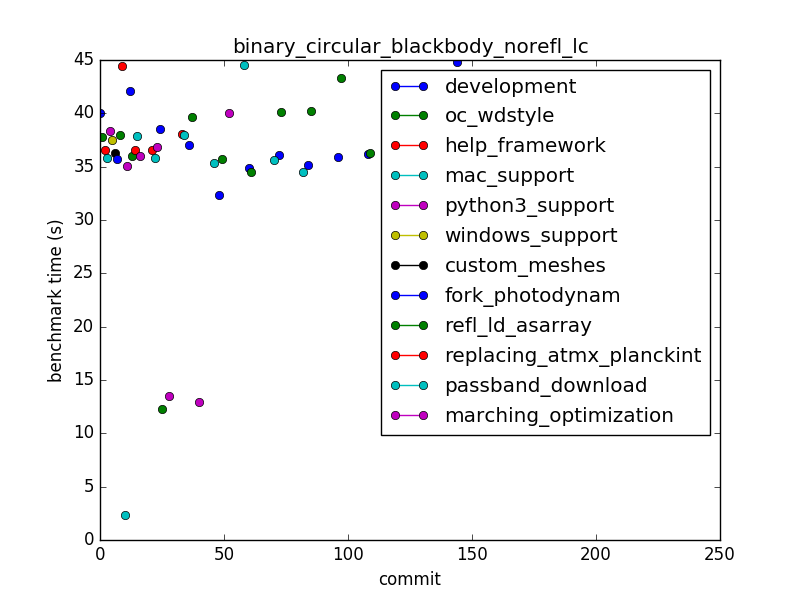 binary_circular_blackbody_norefl_lc
45
40
35
30
25
20
15
10
5
0
benchmark time (s)
development
oc_wdstyle
help_framework
mac_support
python3_support
windows_support
custom_meshes
fork_photodynam
refl_ld_asarray
replacing_atmx_planckint
passband_download
marching_optimization
0 50 100 150 200 250
commit